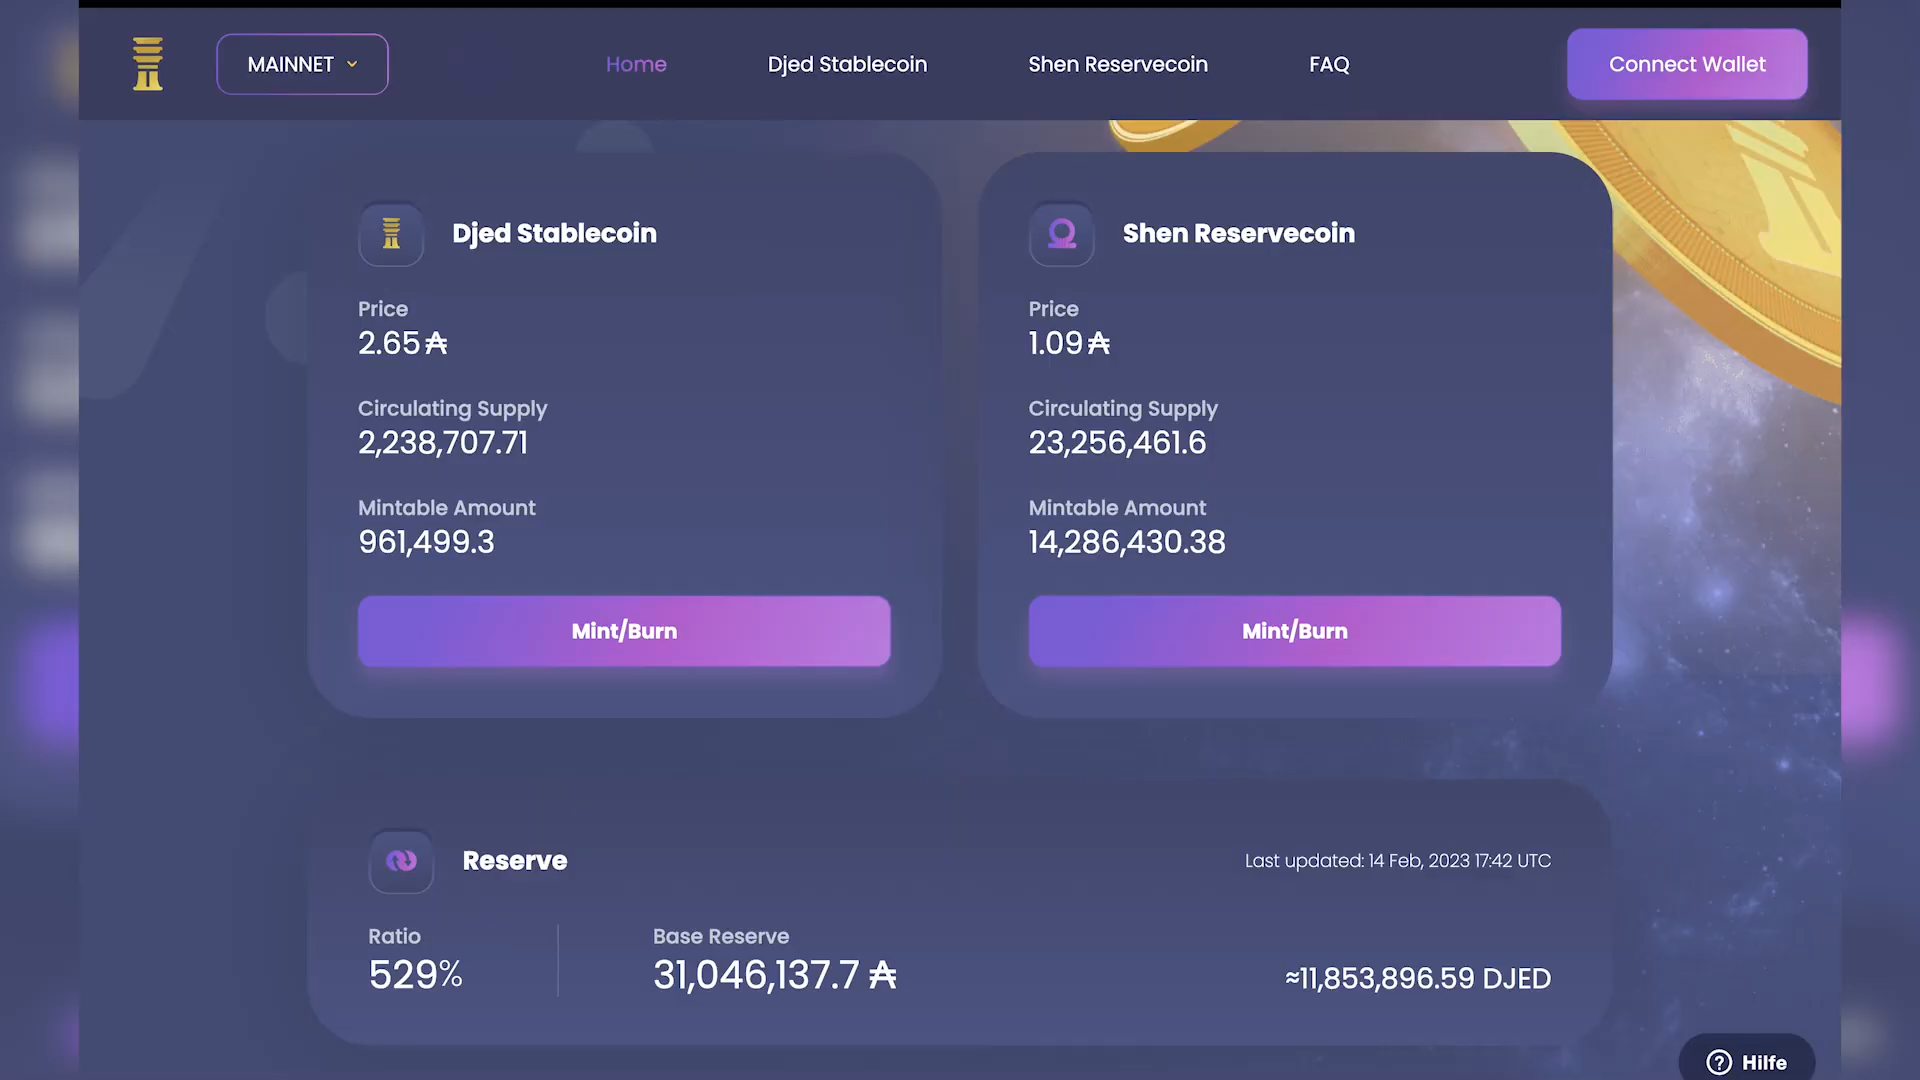 MAINNET
Home
Djed Stablecoin
Shen Reservecoin
FAQ
Connect Wallet
Djed Stablecoin
Price
2.65 ₳
Circulating Supply
2,238,707.71
Mintable Amount
961,499.3
Mint/Burn
Shen Reservecoin
Price
1.09 ₳
Circulating Supply
23,256,461.6
Mintable Amount
14,286,430.38
Mint/Burn
Reserve
Last updated: 14 Feb, 2023 17:42 UTC
Ratio
529%
Base Reserve
31,046,137.7 ₳
≈11,853,896.59 DJED
Hilfe